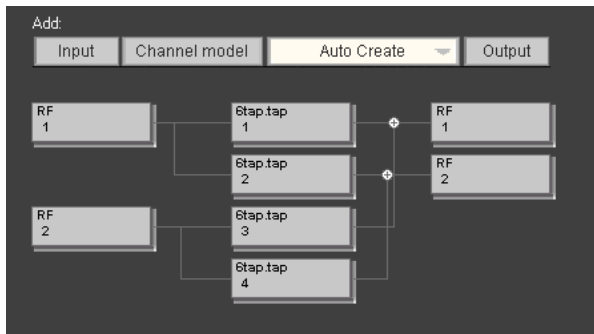 Add:
Input Channel model Auto Create Output
RF 6tap.tap RF
1 1 1
6tap.tap RF
2 2
RF 6tap.tap
2 3
6tap.tap
4